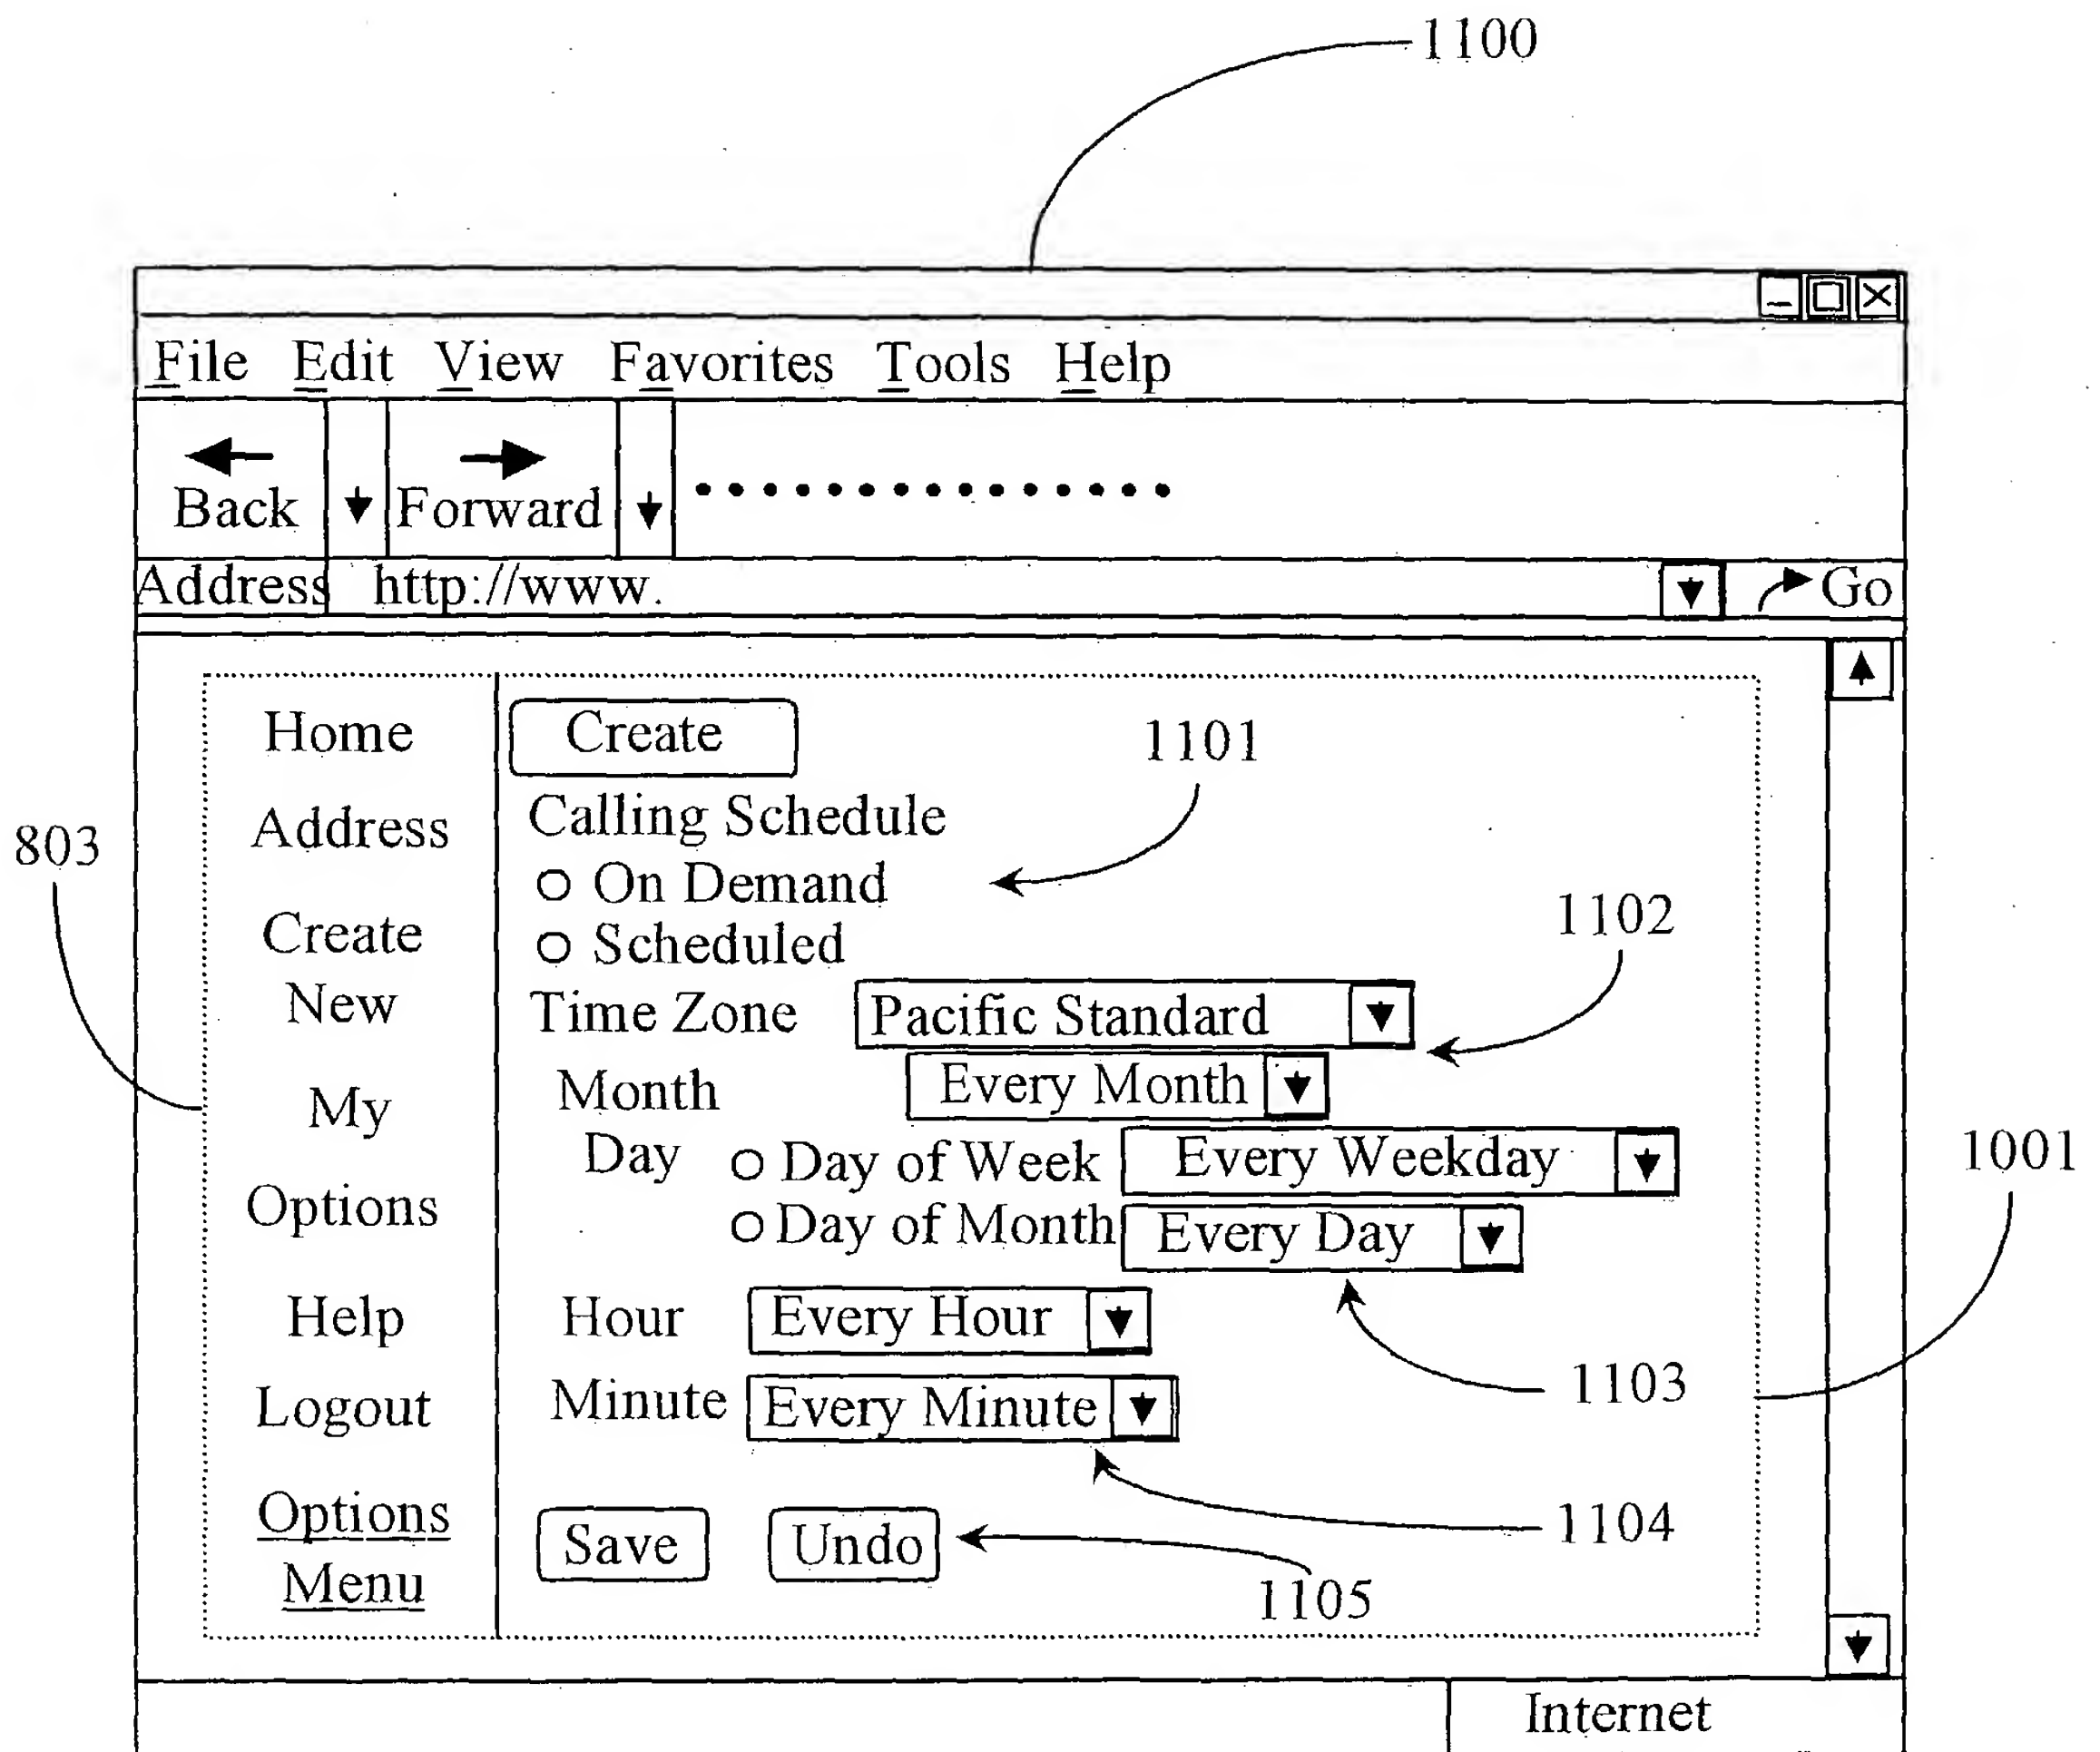 1100
File Edit View Favorites Tools Help
Back Forward
Address http://www. Go
Home
Address
Create
New
My
Options
Help
Logout
Options
Menu
Create
Calling Schedule
On Demand
Scheduled
Time Zone Pacific Standard
Month Every Month
Day Day of Week Every Weekday
Day of Month Every Day
Hour Every Hour
Minute Every Minute
Save Undo
803
1101
1102
1001
1103
1104
1105
Internet